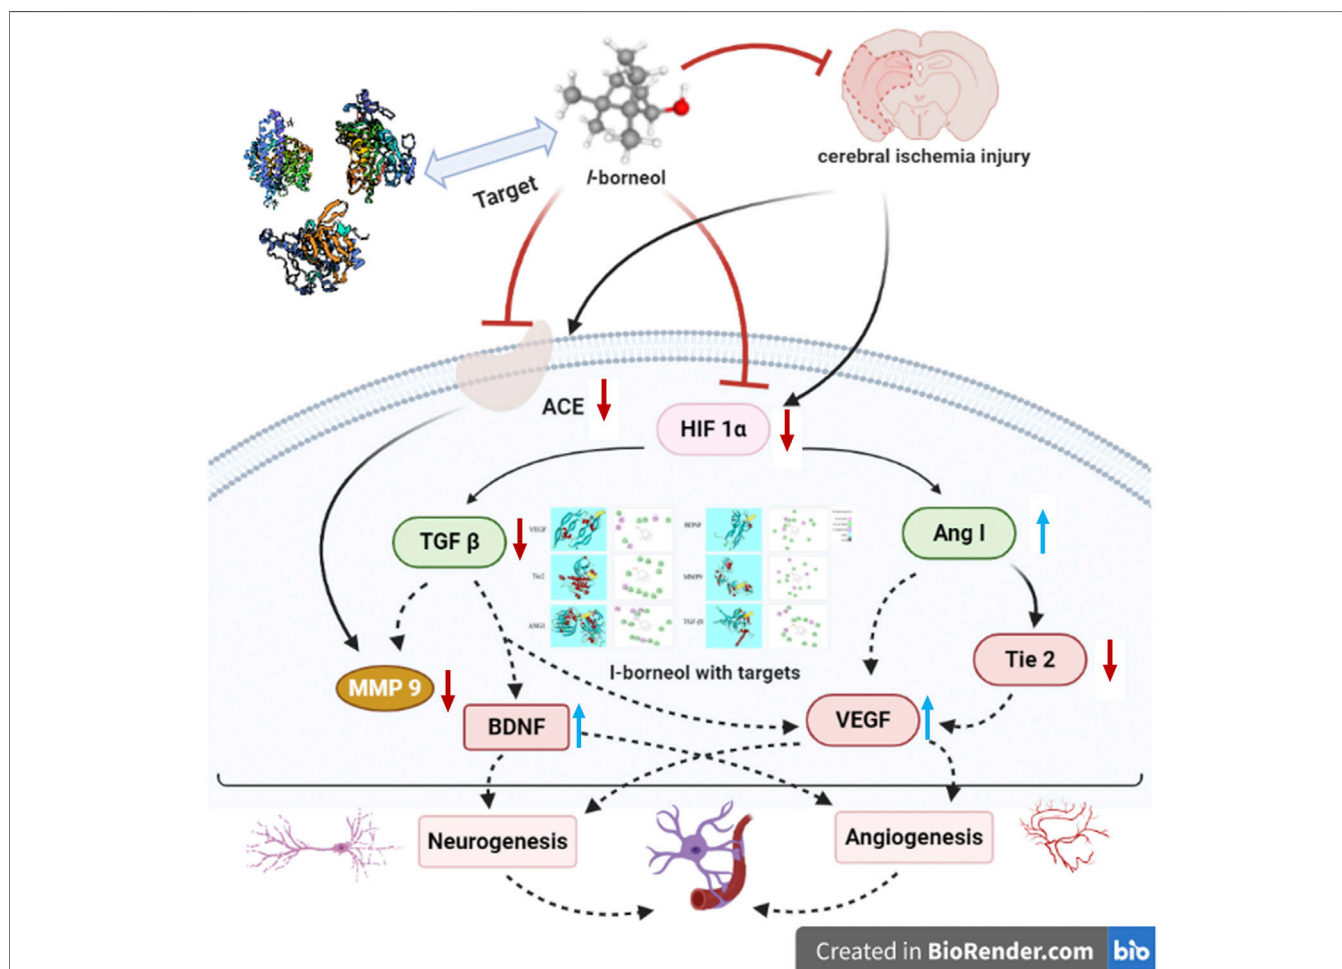 cerebral ischemia injury
l-borneol
Target
ACE
HIF 1α
TGF β
Ang I
VEGF
BDNF
Tie2
MMP9
ANG1
TGF-β1
Tie 2
l-borneol with targets
MMP 9
BDNF
VEGF
Neurogenesis
Angiogenesis
Created in BioRender.com
bio